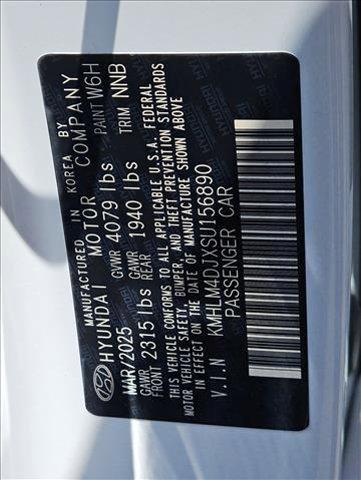 MANUFACTURED IN KOREA BY
HYUNDAI MOTOR COMPANY
MAR/2025 GVWR 4079 lbs PAINT W6H
GAWR FRONT 2315 lbs GAWR REAR 1940 lbs TRIM NNB
THIS VEHICLE CONFORMS TO ALL APPLICABLE U.S.A. FEDERAL
MOTOR VEHICLE SAFETY, BUMPER, AND THEFT PREVENTION STANDARDS
IN EFFECT ON THE DATE OF MANUFACTURE SHOWN ABOVE
V.I.N KMHLM4DJXSU156890
PASSENGER CAR